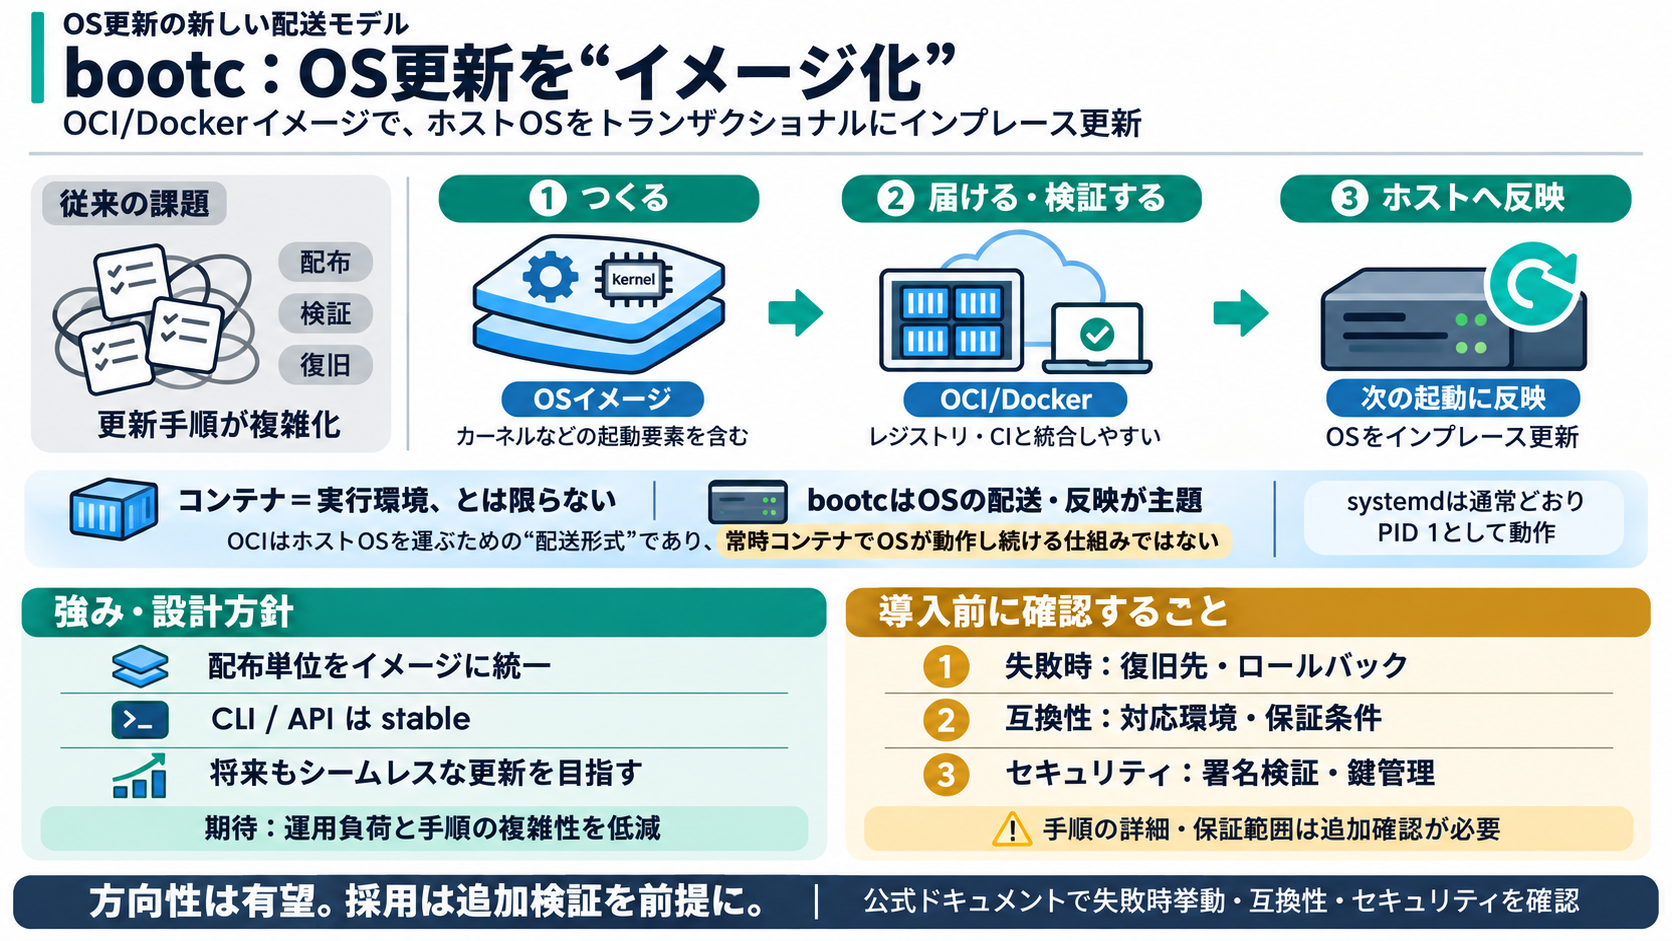 OS更新の新しい配送モデル
bootc：OS更新を“イメージ化”
OCI/Dockerイメージで、ホストOSをトランザクショナルにインプレース更新
従来の課題
配布
検証
復旧
更新手順が複雑化
1 つくる
kernel
OSイメージ
カーネルなどの起動要素を含む
2 届ける・検証する
OCI/Docker
レジストリ・CIと統合しやすい
3 ホストへ反映
次の起動に反映
OSをインプレース更新
コンテナ＝実行環境、とは限らない
bootcはOSの配送・反映が主題
OCIはホストOSを運ぶための“配送形式”であり、常時コンテナでOSが動作し続ける仕組みではない
systemdは通常どおり
PID 1として動作
強み・設計方針
配布単位をイメージに統一
CLI / API は stable
将来もシームレスな更新を目指す
期待：運用負荷と手順の複雑性を低減
導入前に確認すること
1 失敗時：復旧先・ロールバック
2 互換性：対応環境・保証条件
3 セキュリティ：署名検証・鍵管理
手順の詳細・保証範囲は追加確認が必要
方向性は有望。採用は追加検証を前提に。
公式ドキュメントで失敗時挙動・互換性・セキュリティを確認